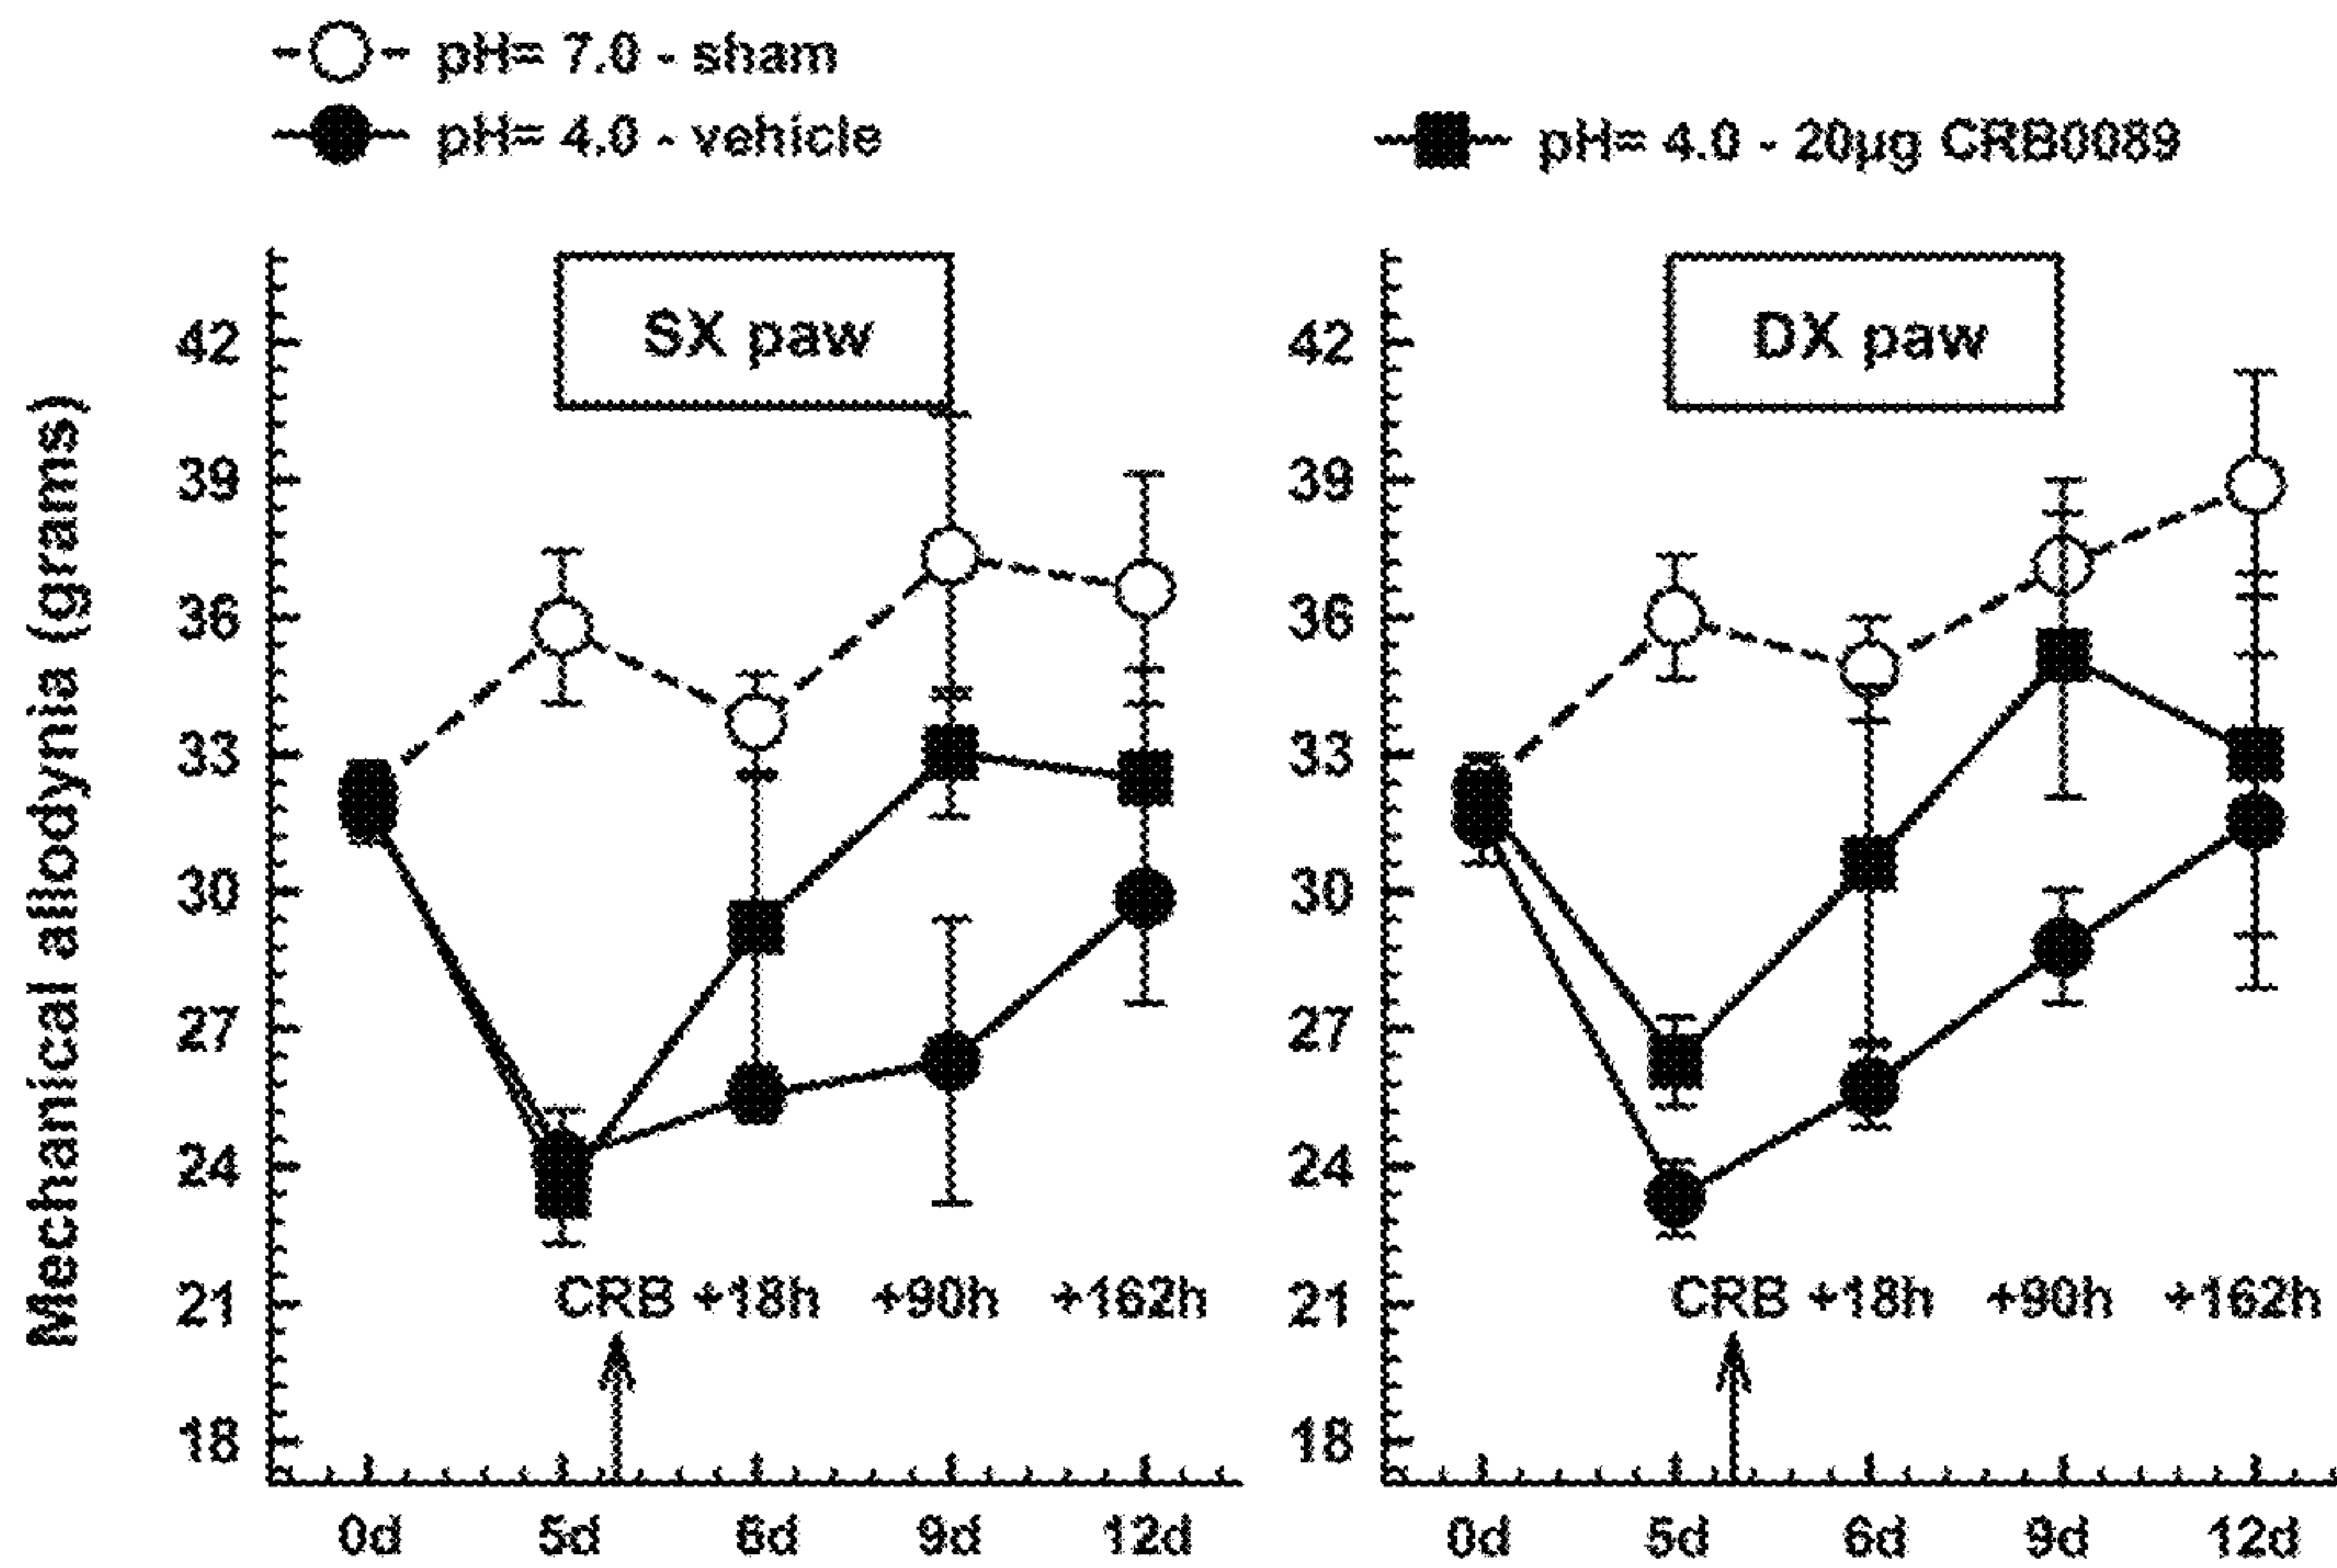 pH= 7.0 - sham
pH= 4.0 - vehicle
pH= 4.0 - 20µg CRB0089
Mechanical allodynia (grams)
SX paw
42
39
36
33
30
27
24
21
18
CRB +18h +90h +162h
0d 5d 6d 9d 12d
DX paw
42
39
36
33
30
27
24
21
18
CRB +18h +90h +162h
0d 5d 6d 9d 12d